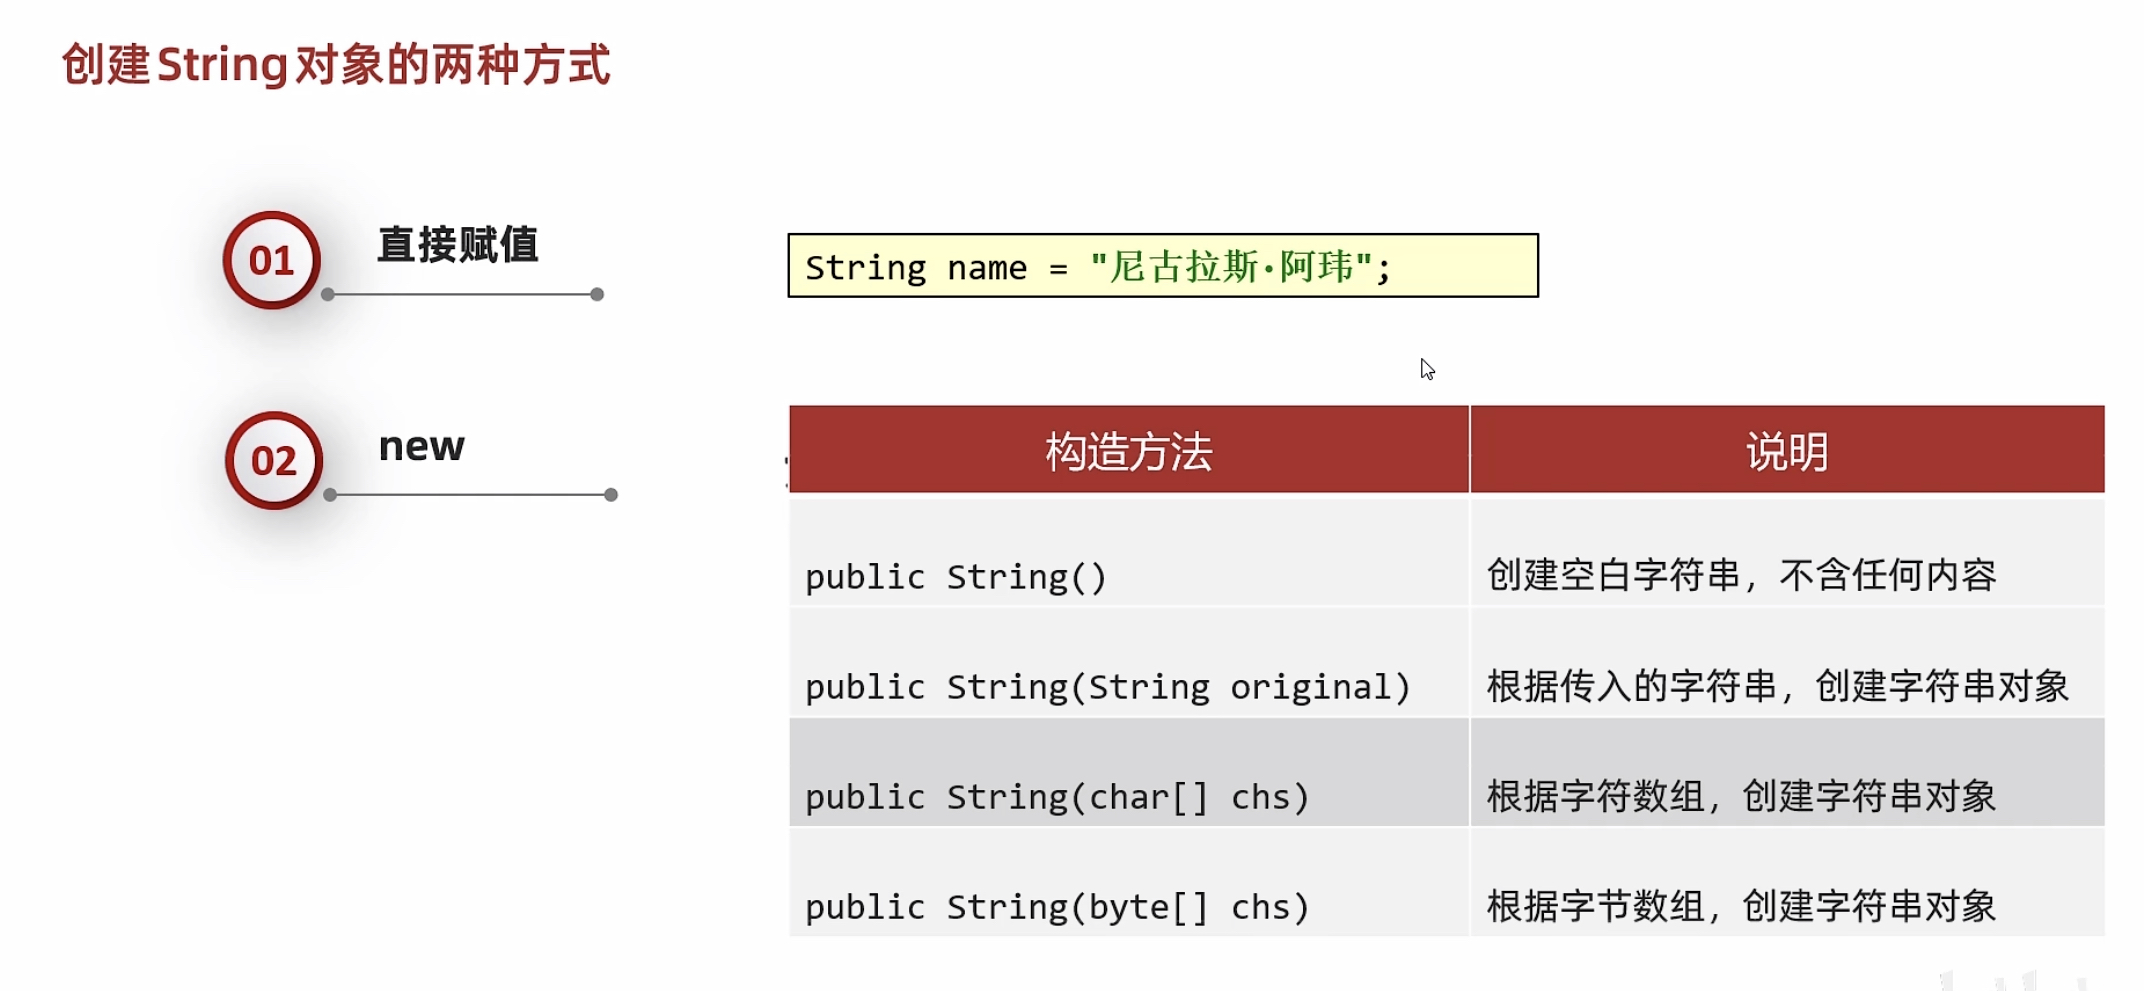 创建String对象的两种方式
01 直接赋值
String name = "尼古拉斯·阿玮";
02 new
构造方法 说明
public String() 创建空白字符串，不含任何内容
public String(String original) 根据传入的字符串，创建字符串对象
public String(char[] chs) 根据字符数组，创建字符串对象
public String(byte[] chs) 根据字节数组，创建字符串对象